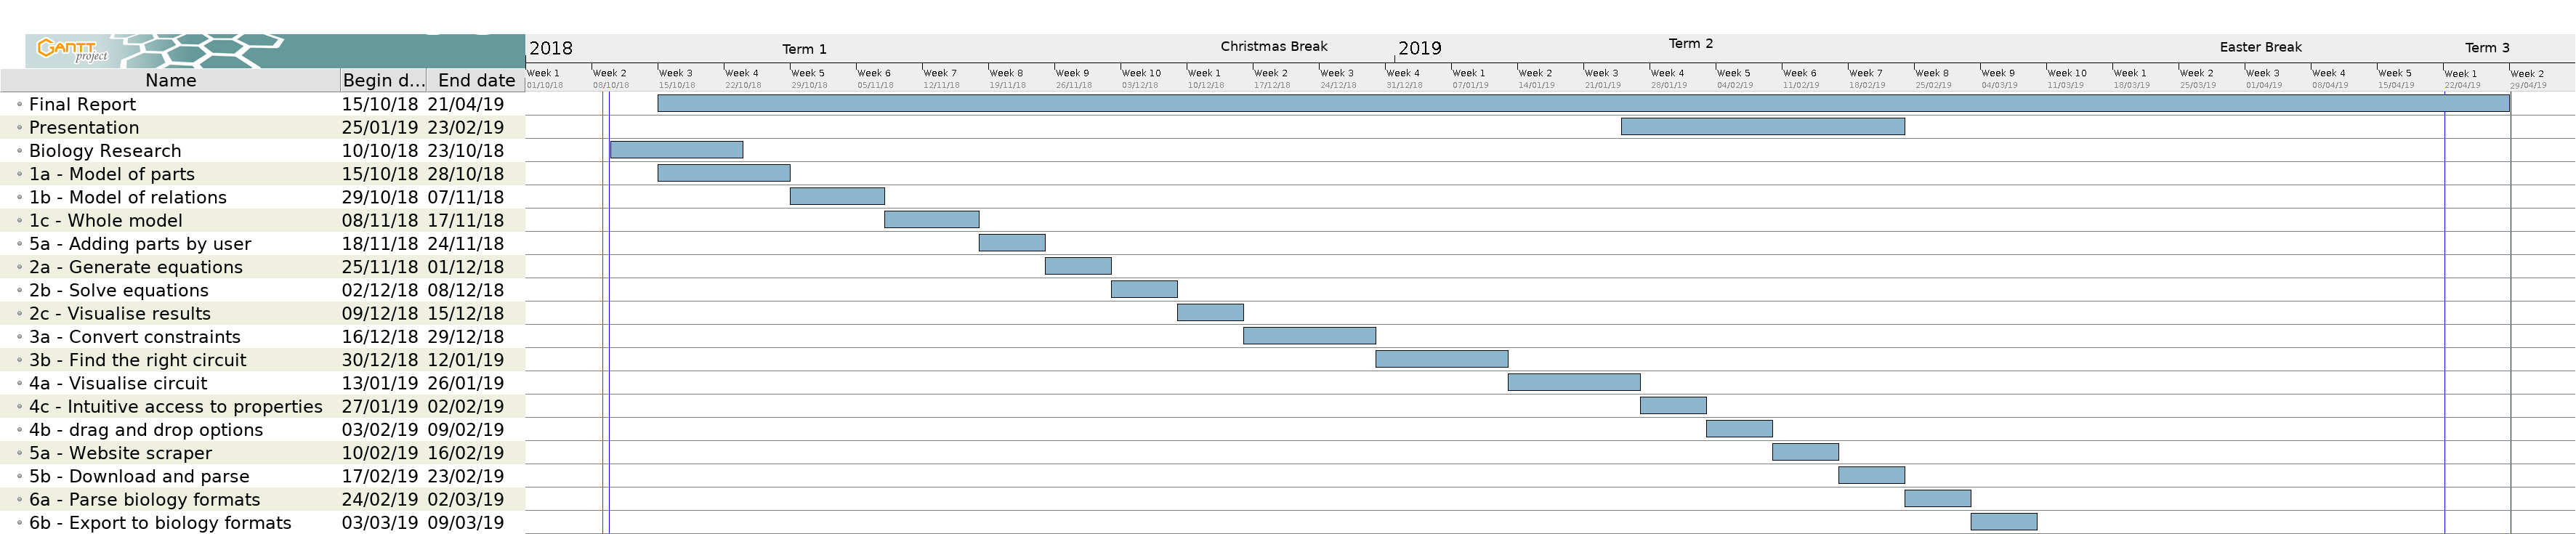 2018 Term 1 Christmas Break 2019 Term 2 Easter Break Term 3
GANTT project
Name Begin d... End date
Week 1 Week 2 Week 3 Week 4 Week 5 Week 6 Week 7 Week 8 Week 9 Week 10 Week 1 Week 2 Week 3 Week 4 Week 1 Week 2 Week 3 Week 4 Week 5 Week 6 Week 7 Week 8 Week 9 Week 10 Week 1 Week 2 Week 3 Week 4 Week 5 Week 1 Week 2
01/10/18 08/10/18 15/10/18 22/10/18 29/10/18 05/11/18 12/11/18 19/11/18 26/11/18 03/12/18 10/12/18 17/12/18 24/12/18 31/12/18 07/01/19 14/01/19 21/01/19 28/01/19 04/02/19 11/02/19 18/02/19 25/02/19 04/03/19 11/03/19 18/03/19 25/03/19 01/04/19 08/04/19 15/04/19 22/04/19 29/04/19
Final Report 15/10/18 21/04/19
Presentation 25/01/19 23/02/19
Biology Research 10/10/18 23/10/18
1a - Model of parts 15/10/18 28/10/18
1b - Model of relations 29/10/18 07/11/18
1c - Whole model 08/11/18 17/11/18
5a - Adding parts by user 18/11/18 24/11/18
2a - Generate equations 25/11/18 01/12/18
2b - Solve equations 02/12/18 08/12/18
2c - Visualise results 09/12/18 15/12/18
3a - Convert constraints 16/12/18 29/12/18
3b - Find the right circuit 30/12/18 12/01/19
4a - Visualise circuit 13/01/19 26/01/19
4c - Intuitive access to properties 27/01/19 02/02/19
4b - drag and drop options 03/02/19 09/02/19
5a - Website scraper 10/02/19 16/02/19
5b - Download and parse 17/02/19 23/02/19
6a - Parse biology formats 24/02/19 02/03/19
6b - Export to biology formats 03/03/19 09/03/19